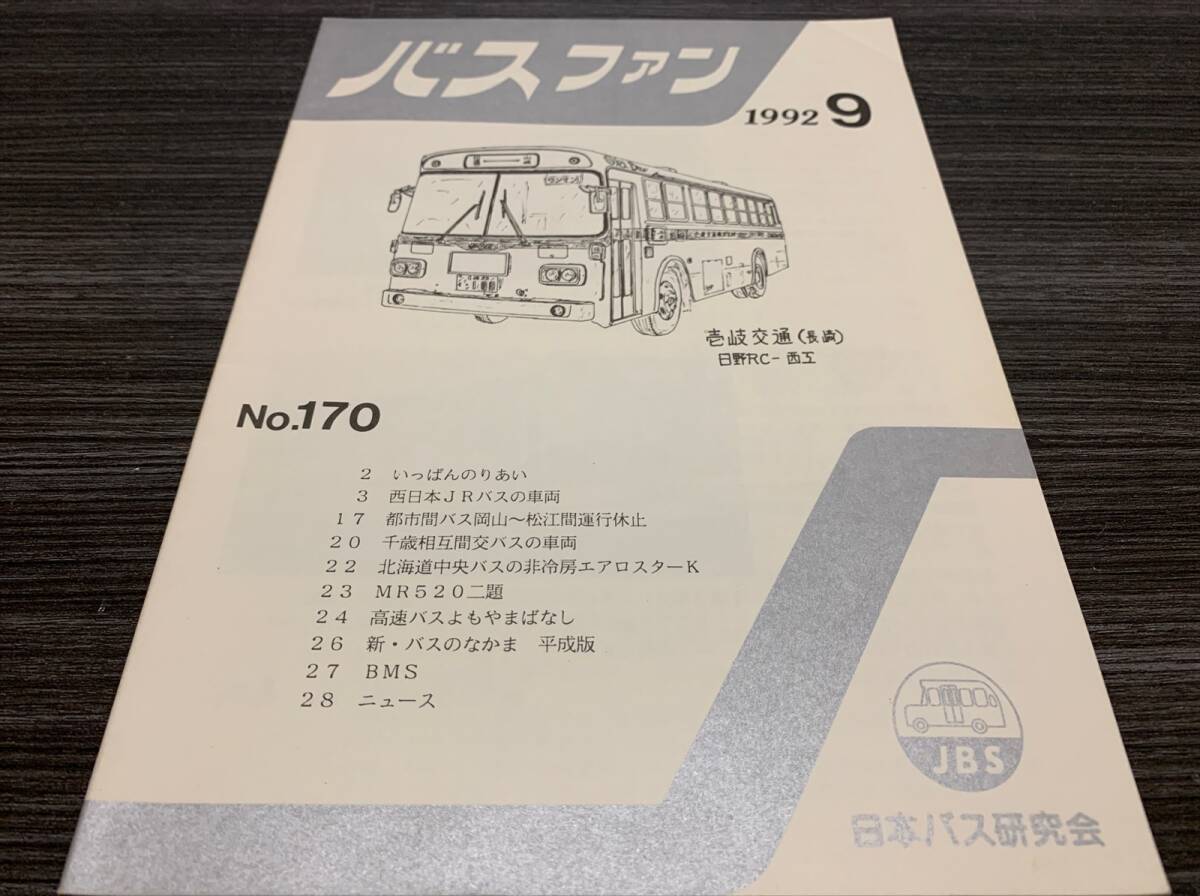 バスファン
1992 9
ワンマン
壱岐交通(長崎)
日野RC-西工
No.170
2 いっぱんのりあい
3 西日本JRバスの車両
17 都市間バス岡山～松江間運行休止
20 千歳相互間交バスの車両
22 北海道中央バスの非冷房エアロスターK
23 MR520二題
24 高速バスよもやまばなし
26 新・バスのなかま 平成版
27 BMS
28 ニュース
JBS
日本バス研究会